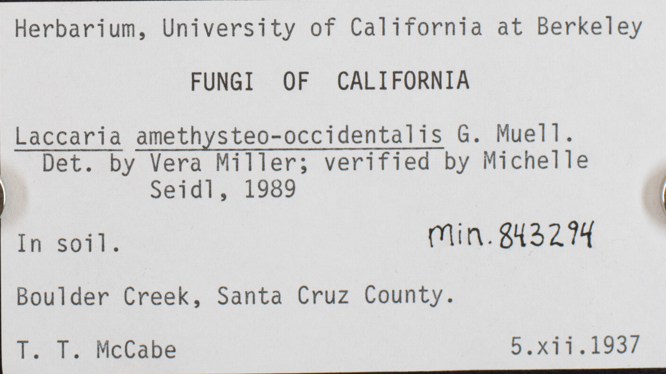 Herbarium, University of California at Berkeley
FUNGI OF CALIFORNIA
Laccaria amethysteo-occidentalis G. Muell.
Det. by Vera Miller; verified by Michelle
Seidl, 1989
In soil.
min. 843294
Boulder Creek, Santa Cruz County.
T. T. McCabe 5.xii.1937